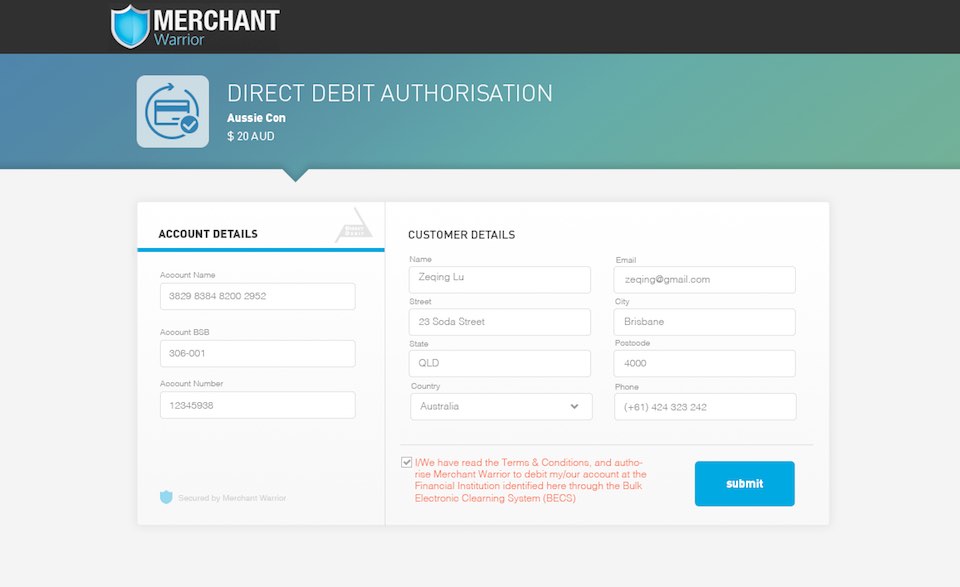 MERCHANT
Warrior
DIRECT DEBIT AUTHORISATION
Aussie Con
$ 20 AUD
ACCOUNT DETAILS
Direct
Debit
Account Name
3829 8384 8200 2952
Account BSB
306-001
Account Number
12345938
Secured by Merchant Warrior
CUSTOMER DETAILS
Name
Zeqing Lu
Email
zeqing@gmail.com
Street
23 Soda Street
City
Brisbane
State
QLD
Postcode
4000
Country
Australia
Phone
(+61) 424 323 242
I/We have read the Terms & Conditions, and autho-
rise Merchant Warrior to debit my/our account at the
Financial Institution identified here through the Bulk
Electronic Clearning System (BECS)
submit